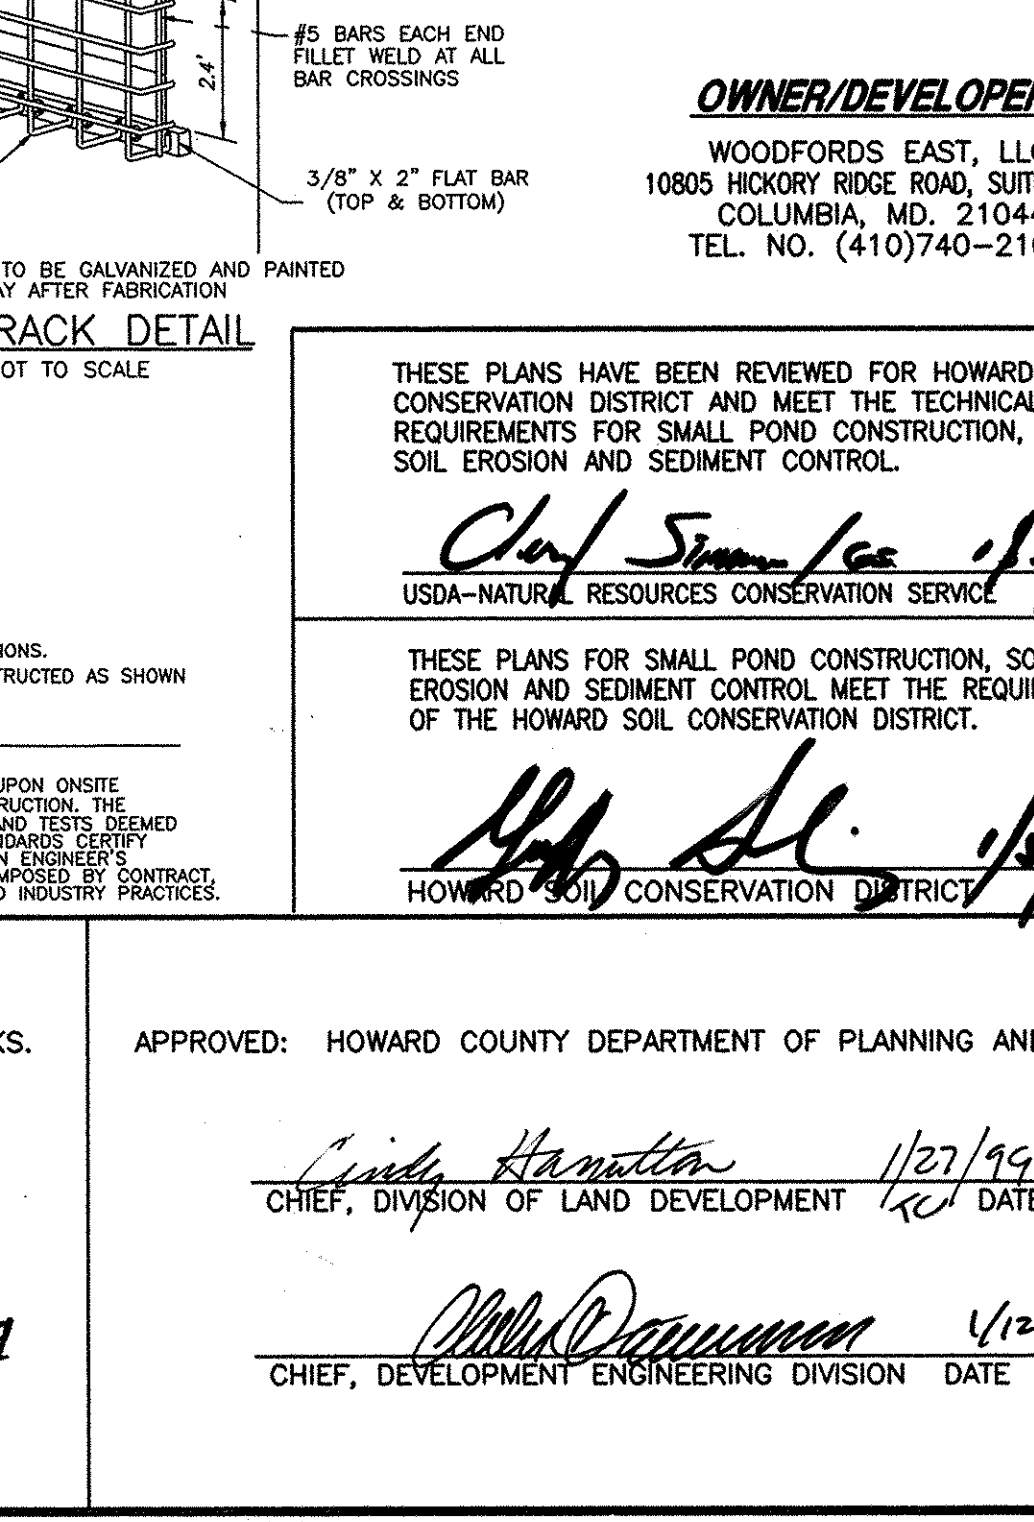 #5 BARS EACH END
FILLET WELD AT ALL
BAR CROSSINGS
2.4'
3/8" X 2" FLAT BAR
(TOP & BOTTOM)
TO BE GALVANIZED AND PAINTED
AFTER FABRICATION
RACK DETAIL
OT TO SCALE
OWNER/DEVELOPER
WOODFORDS EAST, LLC
10805 HICKORY RIDGE ROAD, SUIT
COLUMBIA, MD. 21044
TEL. NO. (410)740-21
THESE PLANS HAVE BEEN REVIEWED FOR HOWARD
CONSERVATION DISTRICT AND MEET THE TECHNICAL
REQUIREMENTS FOR SMALL POND CONSTRUCTION,
SOIL EROSION AND SEDIMENT CONTROL.
USDA-NATURAL RESOURCES CONSERVATION SERVICE
IONS.
TRUCTED AS SHOWN
THESE PLANS FOR SMALL POND CONSTRUCTION, SO
EROSION AND SEDIMENT CONTROL MEET THE REQUI
OF THE HOWARD SOIL CONSERVATION DISTRICT.
UPON ONSITE
RUCTION. THE
AND TESTS DEEMED
NDARDS CERTIFY
N ENGINEER'S
MPOSED BY CONTRACT,
D INDUSTRY PRACTICES.
HOWARD SOIL CONSERVATION DISTRICT
KS.
APPROVED: HOWARD COUNTY DEPARTMENT OF PLANNING AN
Cindy Hamilton 1/27/99
CHIEF, DIVISION OF LAND DEVELOPMENT DATE
1/12
CHIEF, DEVELOPMENT ENGINEERING DIVISION DATE